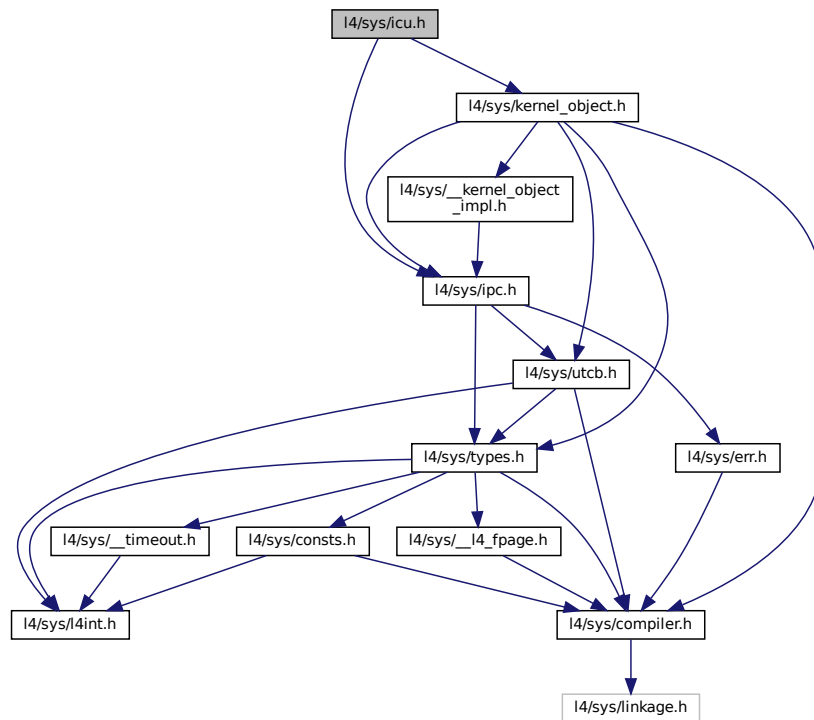 l4/sys/icu.h
l4/sys/kernel_object.h
l4/sys/__kernel_object
_impl.h
l4/sys/ipc.h
l4/sys/utcb.h
l4/sys/types.h
l4/sys/err.h
l4/sys/__timeout.h
l4/sys/consts.h
l4/sys/__l4_fpage.h
l4/sys/l4int.h
l4/sys/compiler.h
l4/sys/linkage.h